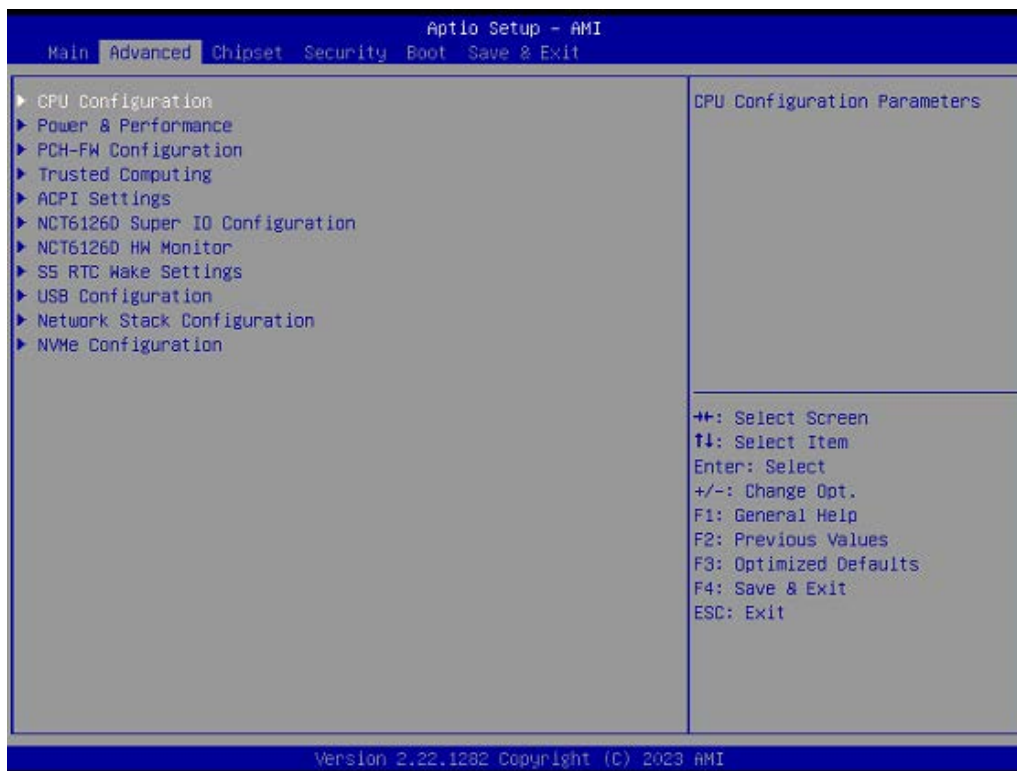 Aptio Setup - AMI
Main Advanced Chipset Security Boot Save & Exit
CPU Configuration
Power & Performance
PCH-FW Configuration
Trusted Computing
ACPI Settings
NCT6126D Super IO Configuration
NCT6126D HW Monitor
S5 RTC Wake Settings
USB Configuration
Network Stack Configuration
NVMe Configuration
CPU Configuration Parameters
→←: Select Screen
↑↓: Select Item
Enter: Select
+/-: Change Opt.
F1: General Help
F2: Previous Values
F3: Optimized Defaults
F4: Save & Exit
ESC: Exit
Version 2.22.1282 Copyright (C) 2023 AMI